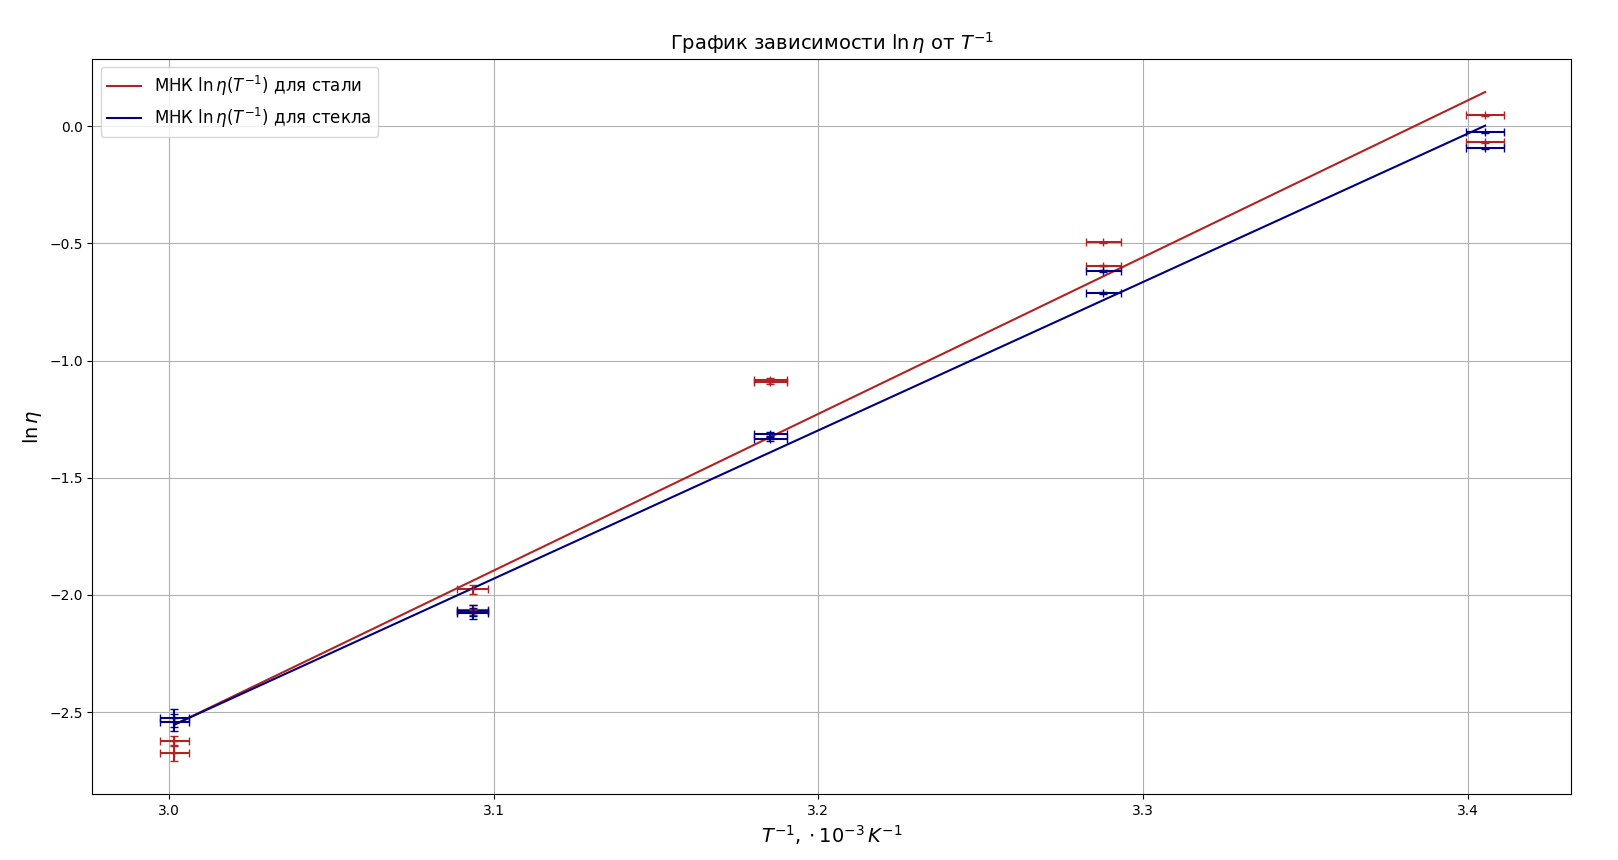 График зависимости ln η от T⁻¹
МНК ln η(T⁻¹) для стали
МНК ln η(T⁻¹) для стекла
0.0
−0.5
−1.0
−1.5
−2.0
−2.5
ln η
3.0 3.1 3.2 3.3 3.4
T⁻¹, · 10⁻³ K⁻¹